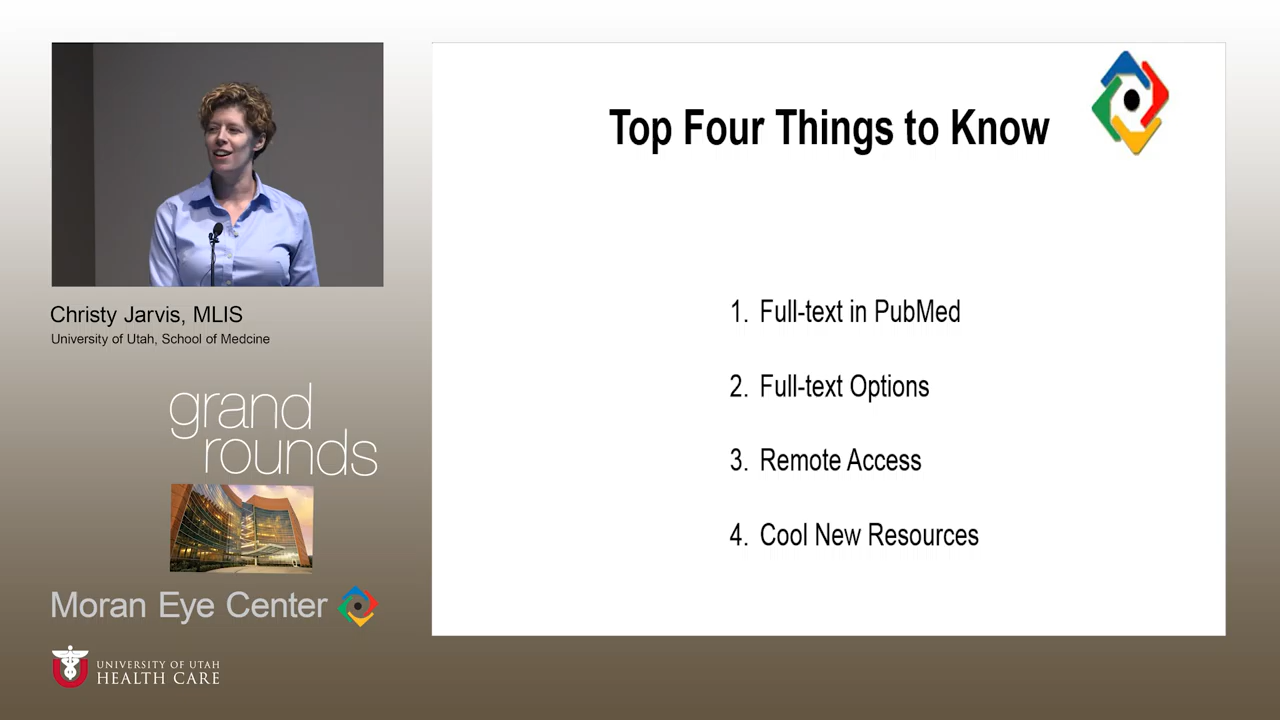 Top Four Things to Know
1. Full-text in PubMed
2. Full-text Options
3. Remote Access
4. Cool New Resources
Christy Jarvis, MLIS
University of Utah, School of Medcine
grand
rounds
Moran Eye Center
UNIVERSITY OF UTAH
HEALTH CARE